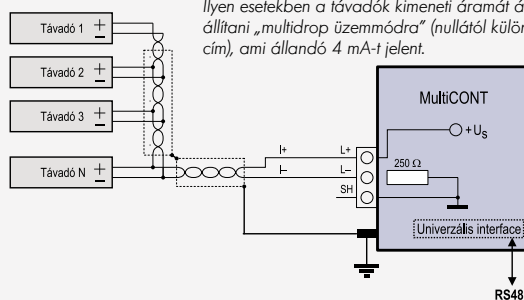 Ilyen esetekben a távadók kimeneti áramát á
állítani „multidrop üzemmódra” (nullától külön
cím), ami állandó 4 mA-t jelent.
Távadó 1
Távadó 2
Távadó 3
Távadó N
MultiCONT
+Us
I+
L+
250 Ω
I–
L–
SH
Univerzális interface
RS48